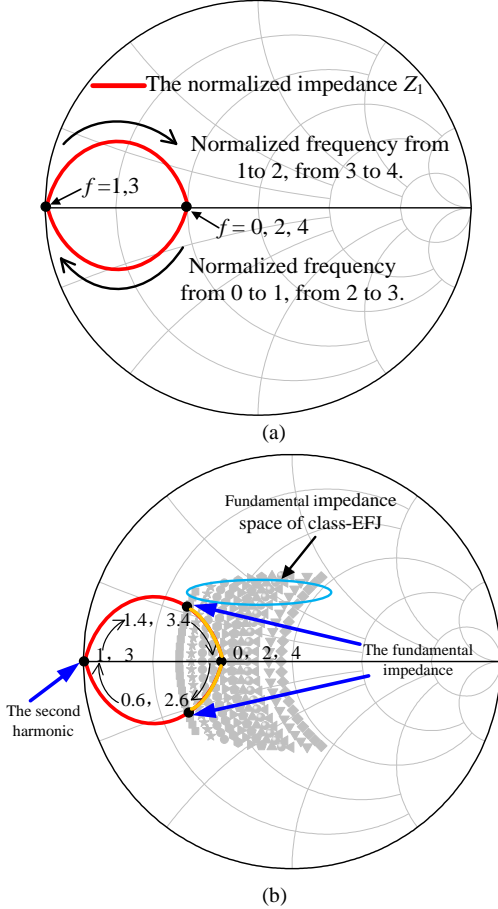 The normalized impedance Z1
Normalized frequency from
1to 2, from 3 to 4.
f =1,3
f = 0, 2, 4
Normalized frequency
from 0 to 1, from 2 to 3.
(a)
Fundamental impedance
space of class-EFJ
1.4， 3.4
1， 3
0， 2， 4
The fundamental
impedance
0.6， 2.6
The second
harmonic
(b)